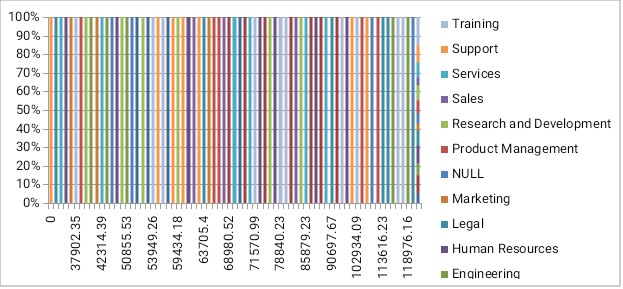 100%
90%
80%
70%
60%
50%
40%
30%
20%
10%
0%
0
37902.35
42314.39
50855.53
53949.26
59434.18
63705.4
68980.52
71570.99
78840.23
85879.23
90697.67
102934.09
113616.23
118976.16
Training
Support
Services
Sales
Research and Development
Product Management
NULL
Marketing
Legal
Human Resources
Engineering